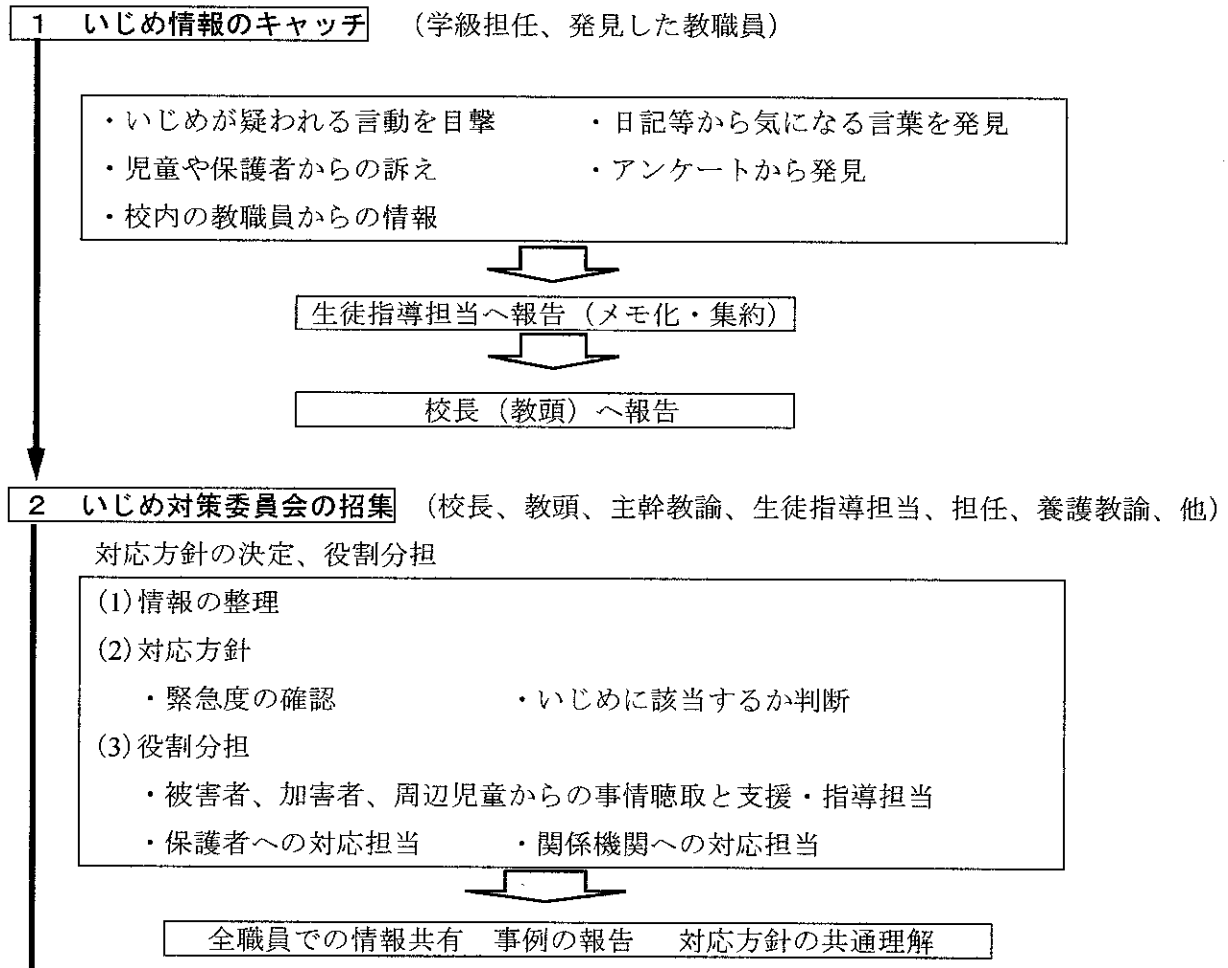 1　いじめ情報のキャッチ　（学級担任、発見した教職員）
・いじめが疑われる言動を目撃　・日記等から気になる言葉を発見
・児童や保護者からの訴え　・アンケートから発見
・校内の教職員からの情報
生徒指導担当へ報告（メモ化・集約）
校長（教頭）へ報告
2　いじめ対策委員会の招集　（校長、教頭、主幹教諭、生徒指導担当、担任、養護教諭、他）
対応方針の決定、役割分担
(1)情報の整理
(2)対応方針
・緊急度の確認　・いじめに該当するか判断
(3)役割分担
・被害者、加害者、周辺児童からの事情聴取と支援・指導担当
・保護者への対応担当　・関係機関への対応担当
全職員での情報共有　事例の報告　対応方針の共通理解